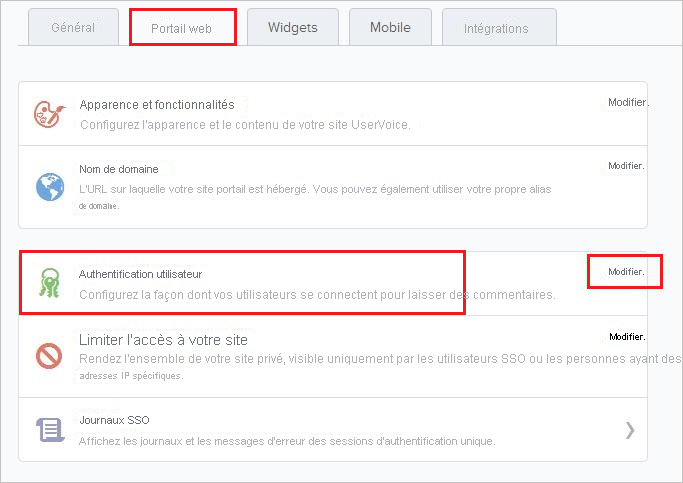 Général Portail web Widgets Mobile Intégrations
Apparence et fonctionnalités Modifier.
Configurez l'apparence et le contenu de votre site UserVoice.
Nom de domaine Modifier.
L'URL sur laquelle votre site portail est hébergé. Vous pouvez également utiliser votre propre alias
de domaine.
Authentification utilisateur Modifier.
Configurez la façon dont vos utilisateurs se connectent pour laisser des commentaires.
Limiter l'accès à votre site Modifier.
Rendez l'ensemble de votre site privé, visible uniquement par les utilisateurs SSO ou les personnes ayant des
adresses IP spécifiques.
Journaux SSO
Affichez les journaux et les messages d'erreur des sessions d'authentification unique.